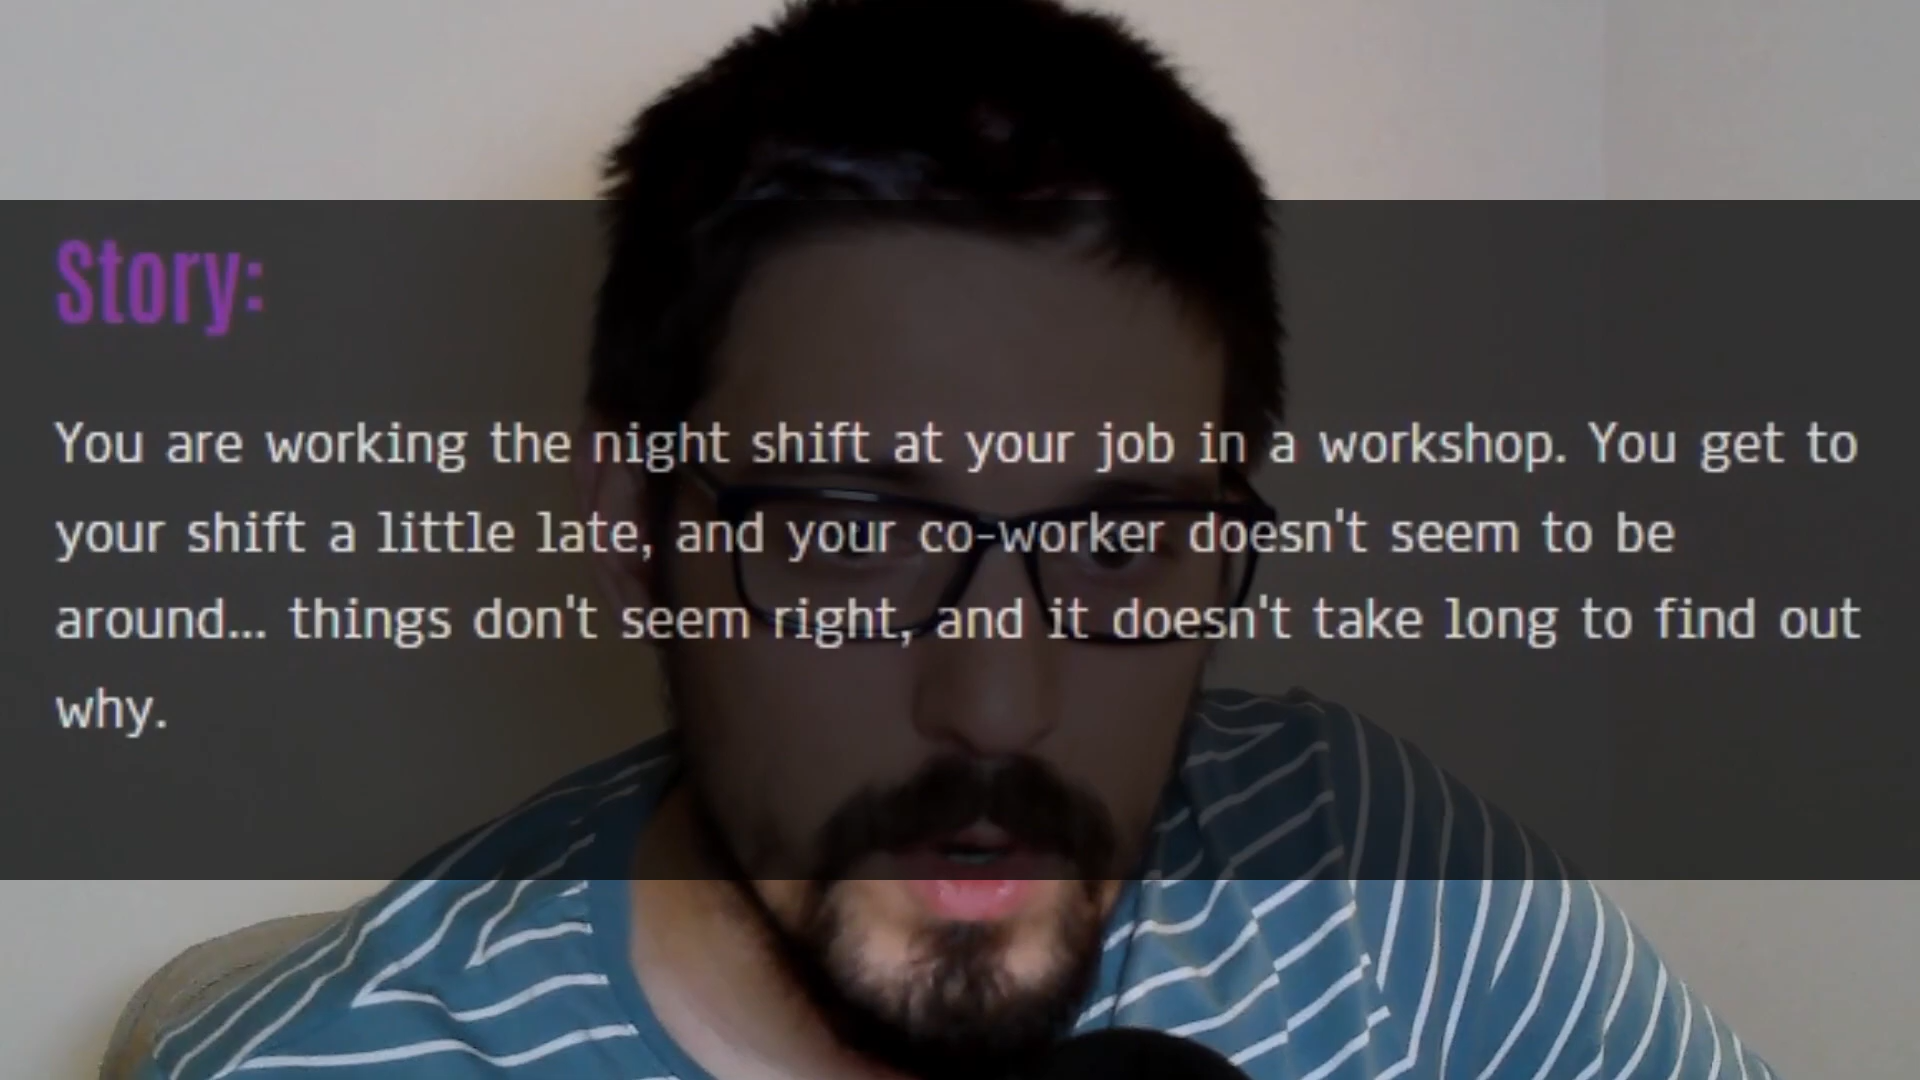 Story:
You are working the night shift at your job in a workshop. You get to
your shift a little late, and your co-worker doesn't seem to be
around... things don't seem right, and it doesn't take long to find out
why.